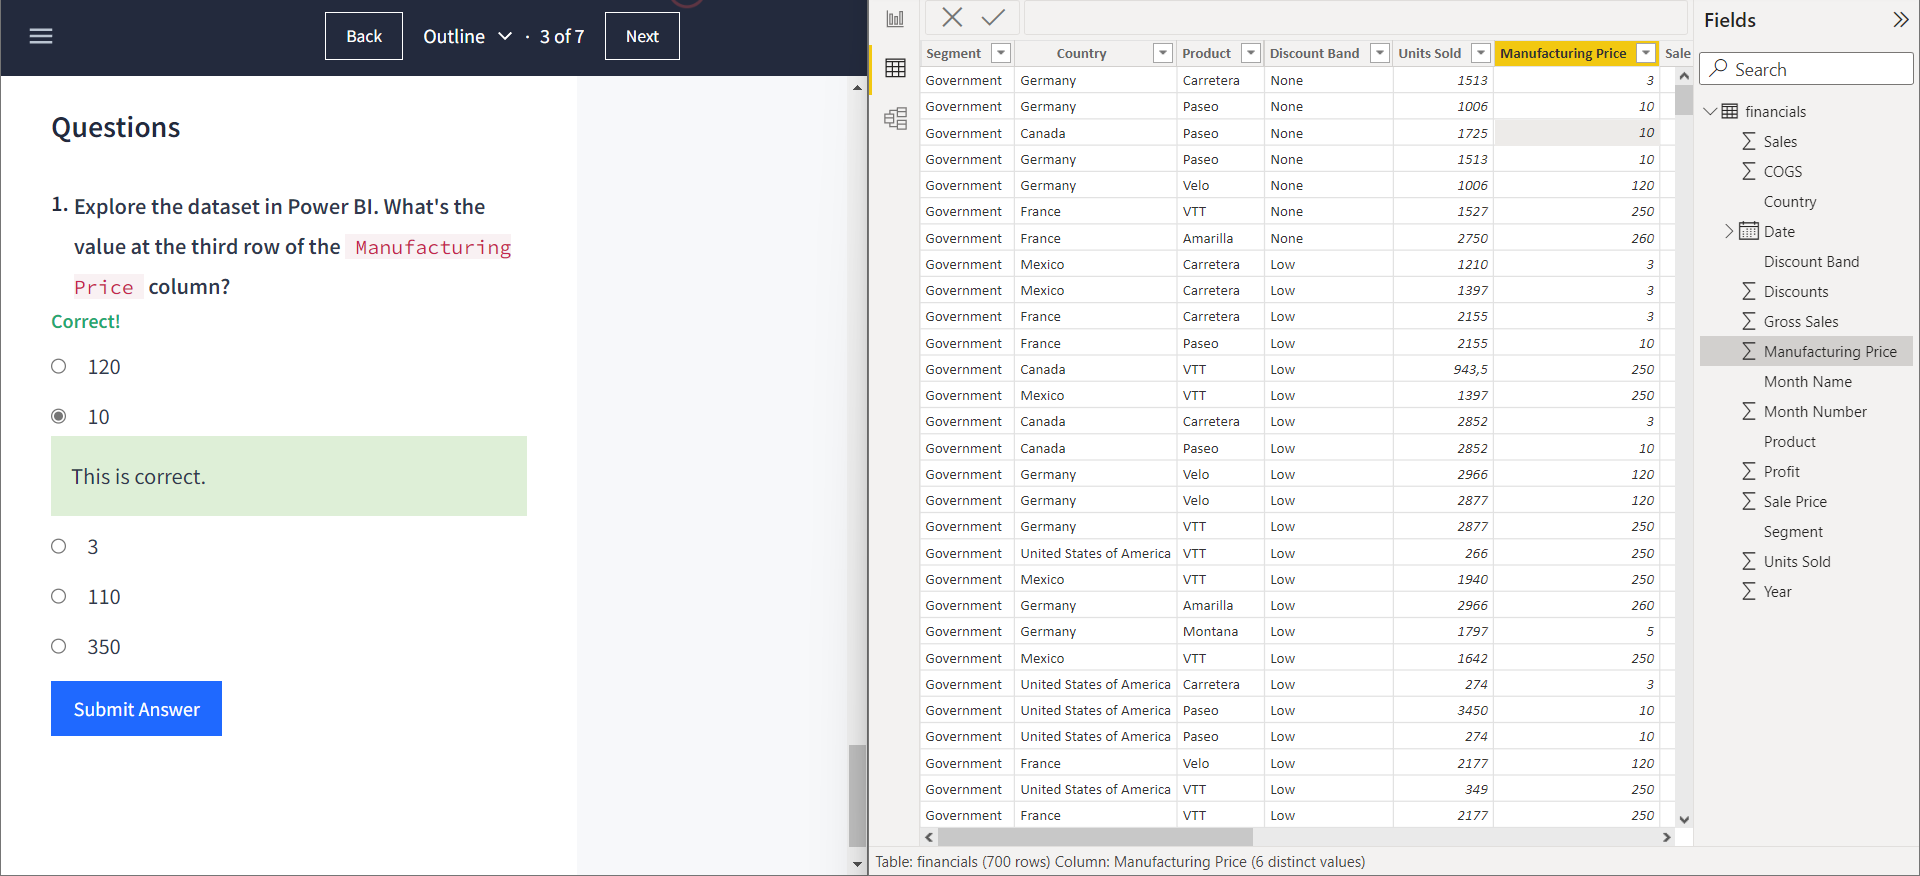 Back
Outline
· 3 of 7
Next
Questions
1. Explore the dataset in Power BI. What's the
value at the third row of the Manufacturing
Price column?
Correct!
120
10
This is correct.
3
110
350
Submit Answer
Segment Country Product Discount Band Units Sold Manufacturing Price Sale
Government Germany Carretera None 1513 3
Government Germany Paseo None 1006 10
Government Canada Paseo None 1725 10
Government Germany Paseo None 1513 10
Government Germany Velo None 1006 120
Government France VTT None 1527 250
Government France Amarilla None 2750 260
Government Mexico Carretera Low 1210 3
Government Mexico Carretera Low 1397 3
Government France Carretera Low 2155 3
Government France Paseo Low 2155 10
Government Canada VTT Low 943,5 250
Government Mexico VTT Low 1397 250
Government Canada Carretera Low 2852 3
Government Canada Paseo Low 2852 10
Government Germany Velo Low 2966 120
Government Germany Velo Low 2877 120
Government Germany VTT Low 2877 250
Government United States of America VTT Low 266 250
Government Mexico VTT Low 1940 250
Government Germany Amarilla Low 2966 260
Government Germany Montana Low 1797 5
Government Mexico VTT Low 1642 250
Government United States of America Carretera Low 274 3
Government United States of America Paseo Low 3450 10
Government United States of America Paseo Low 274 10
Government France Velo Low 2177 120
Government United States of America VTT Low 349 250
Government France VTT Low 2177 250
Table: financials (700 rows) Column: Manufacturing Price (6 distinct values)
Fields
Search
financials
Sales
COGS
Country
Date
Discount Band
Discounts
Gross Sales
Manufacturing Price
Month Name
Month Number
Product
Profit
Sale Price
Segment
Units Sold
Year